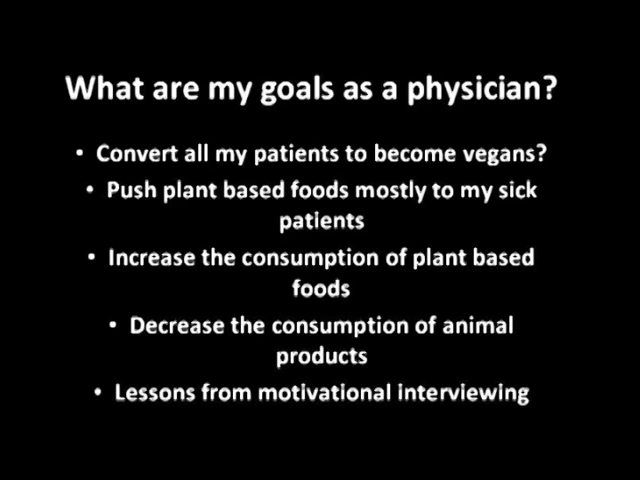 What are my goals as a physician?
• Convert all my patients to become vegans?
• Push plant based foods mostly to my sick
patients
• Increase the consumption of plant based
foods
• Decrease the consumption of animal
products
• Lessons from motivational interviewing